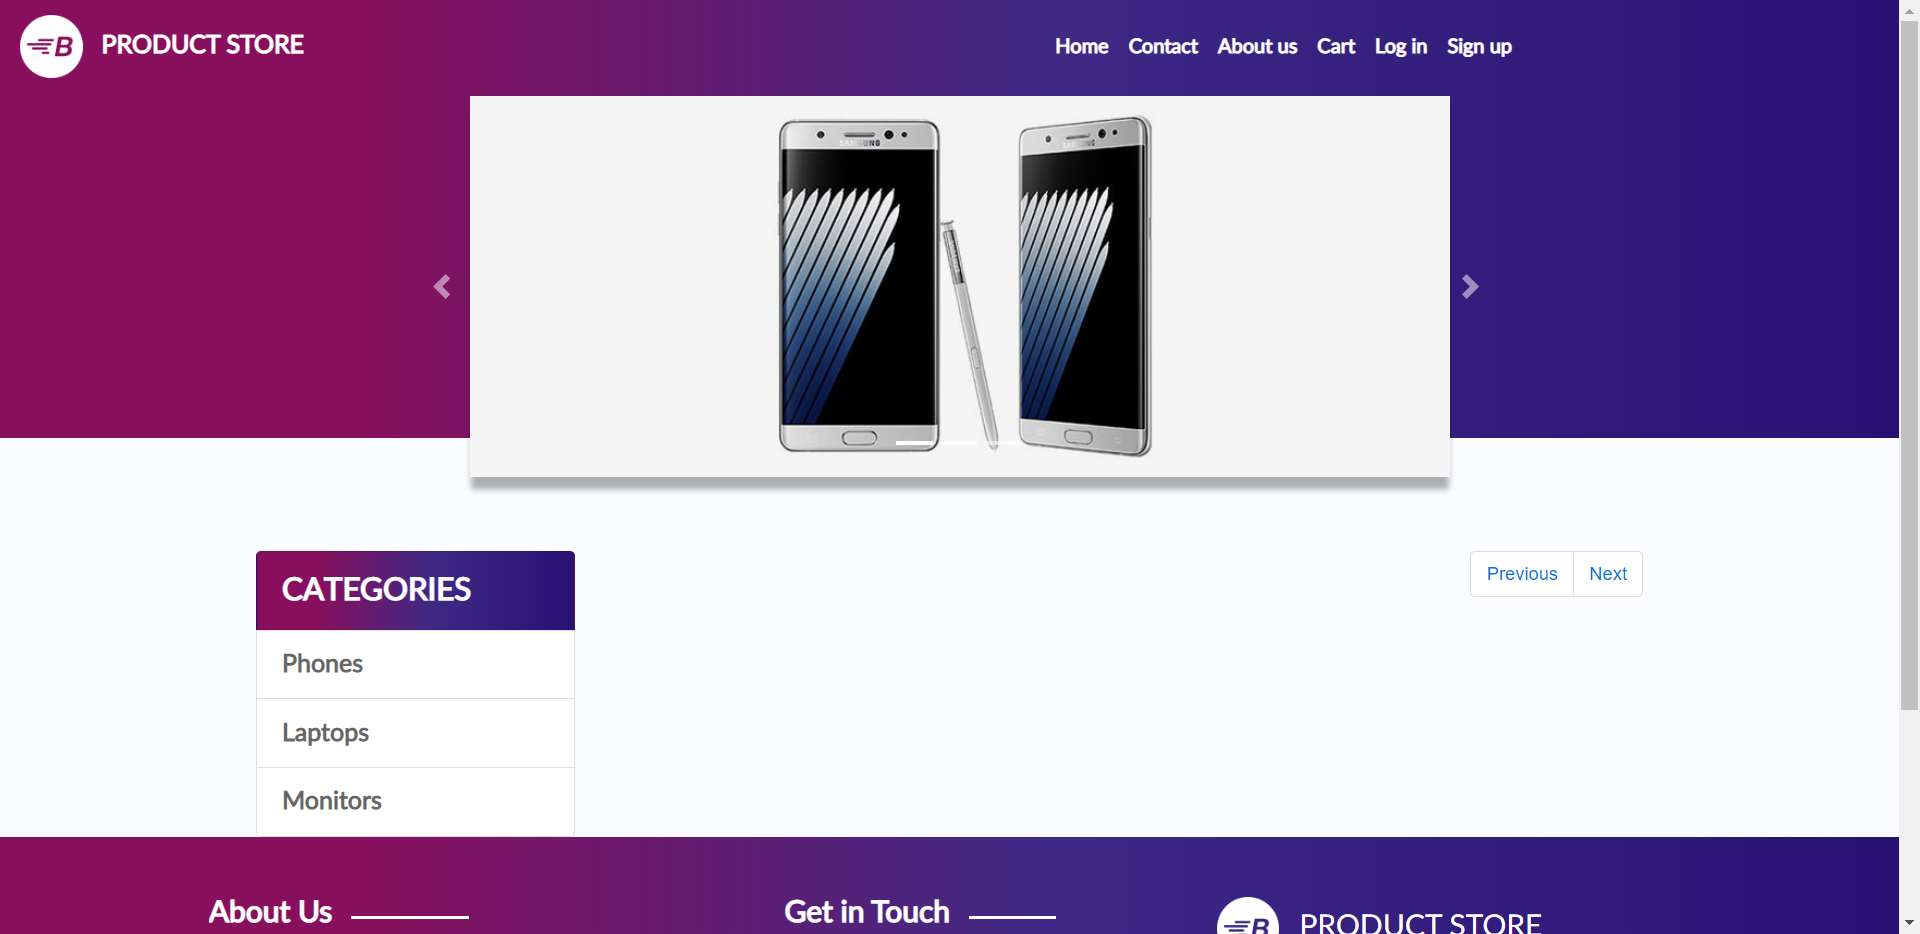 B PRODUCT STORE
Home Contact About us Cart Log in Sign up
SAMSUNG
CATEGORIES
Phones
Laptops
Monitors
Previous Next
About Us
Get in Touch
B PRODUCT STORE